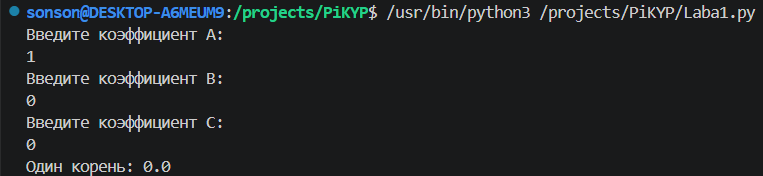 sonson@DESKTOP-A6MEUM9:/projects/PiKYP$ /usr/bin/python3 /projects/PiKYP/Laba1.py
Введите коэффициент A:
1
Введите коэффициент B:
0
Введите коэффициент C:
0
Один корень: 0.0